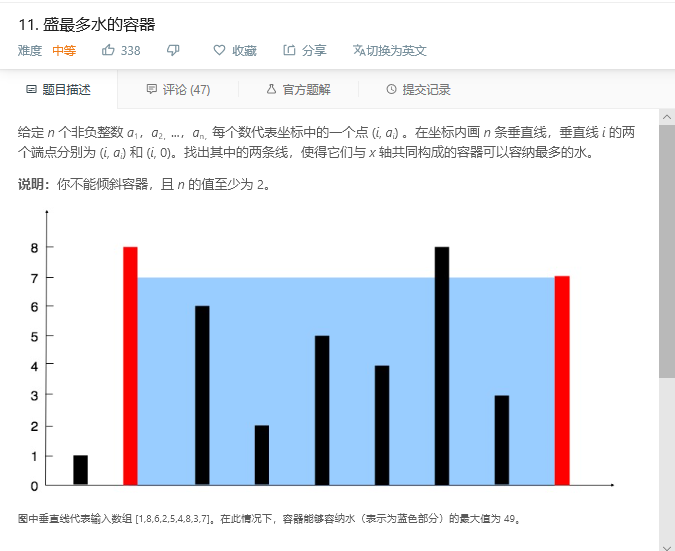 11. 盛最多水的容器
难度 中等 338 收藏 分享 切换为英文
题目描述 评论 (47) 官方题解 提交记录
给定 n 个非负整数 a1，a2，...，an，每个数代表坐标中的一个点 (i, ai) 。在坐标内画 n 条垂直线，垂直线 i 的两
个端点分别为 (i, ai) 和 (i, 0)。找出其中的两条线，使得它们与 x 轴共同构成的容器可以容纳最多的水。
说明：你不能倾斜容器，且 n 的值至少为 2。
8
7
6
5
4
3
2
1
0
图中垂直线代表输入数组 [1,8,6,2,5,4,8,3,7]。在此情况下，容器能够容纳水（表示为蓝色部分）的最大值为 49。